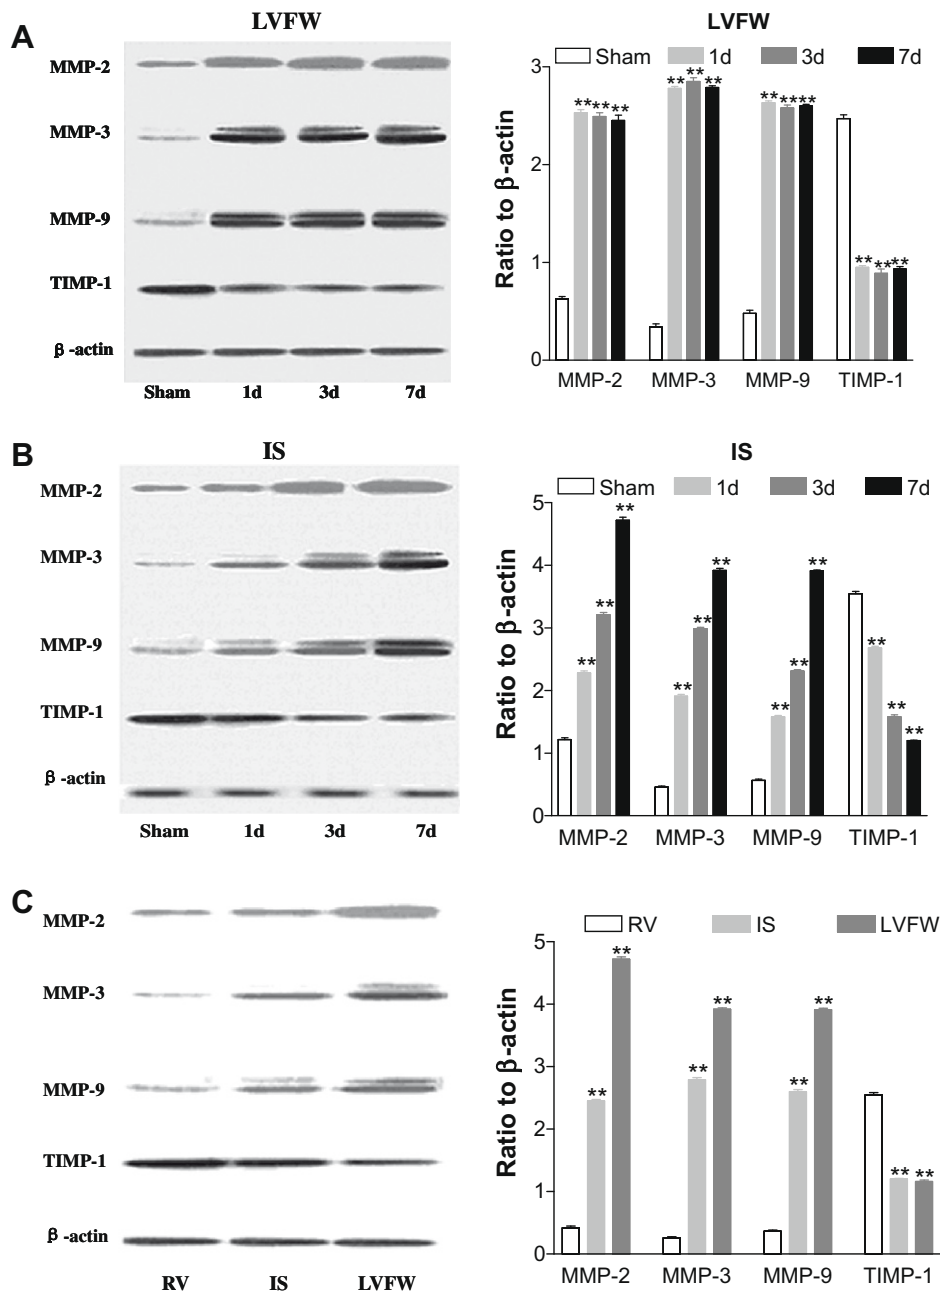 A
LVFW
MMP-2
MMP-3
MMP-9
TIMP-1
β-actin
Sham 1d 3d 7d
LVFW
Sham 1d 3d 7d
Ratio to β-actin
3
2
1
0
** ** **
** ** **
** ** **
** ** **
MMP-2 MMP-3 MMP-9 TIMP-1
B
IS
MMP-2
MMP-3
MMP-9
TIMP-1
β-actin
Sham 1d 3d 7d
IS
Sham 1d 3d 7d
Ratio to β-actin
5
4
3
2
1
0
** ** **
** ** **
** ** **
** ** **
MMP-2 MMP-3 MMP-9 TIMP-1
C
MMP-2
MMP-3
MMP-9
TIMP-1
β-actin
RV IS LVFW
RV IS LVFW
Ratio to β-actin
5
4
3
2
1
0
** **
** **
** **
** **
MMP-2 MMP-3 MMP-9 TIMP-1